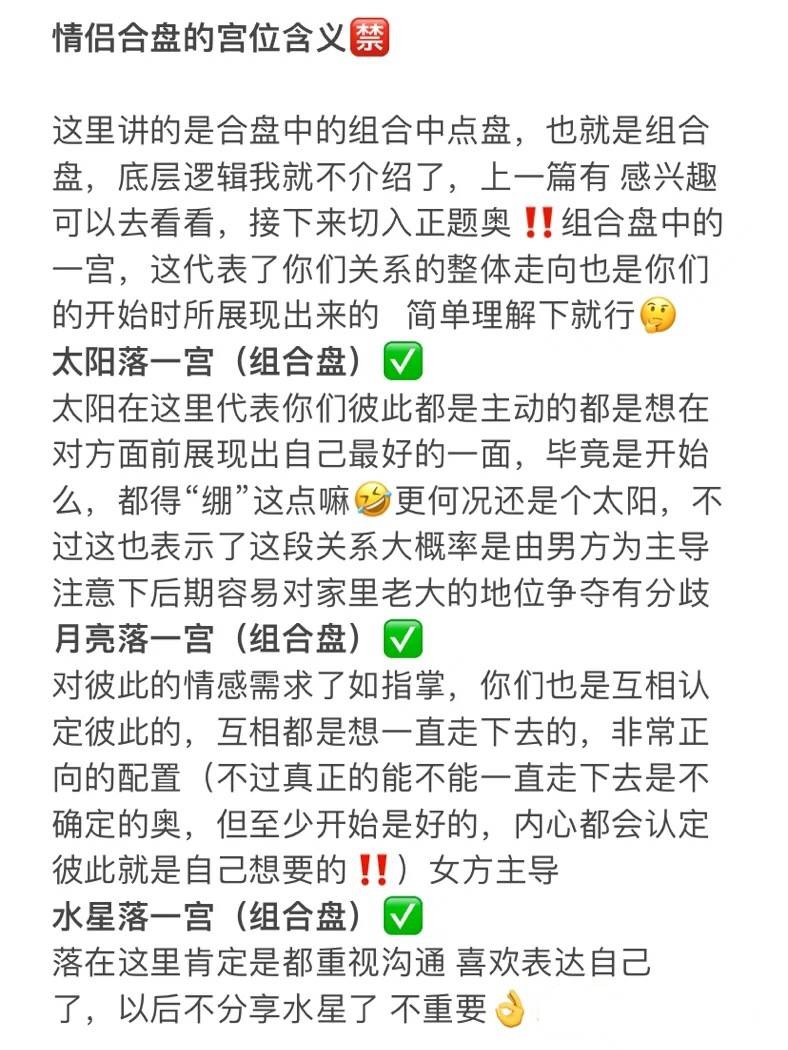 情侣合盘的宫位含义🈲
这里讲的是合盘中的组合中点盘，也就是组合
盘，底层逻辑我就不介绍了，上一篇有 感兴趣
可以去看看，接下来切入正题奥‼️组合盘中的
一宫，这代表了你们关系的整体走向也是你们
的开始时所展现出来的 简单理解下就行🤔
太阳落一宫（组合盘）✅
太阳在这里代表你们彼此都是主动的都是想在
对方面前展现出自己最好的一面，毕竟是开始
么，都得“绷”这点嘛🤣更何况还是个太阳，不
过这也表示了这段关系大概率是由男方为主导
注意下后期容易对家里老大的地位争夺有分歧
月亮落一宫（组合盘）✅
对彼此的情感需求了如指掌，你们也是互相认
定彼此的，互相都是想一直走下去的，非常正
向的配置（不过真正的能不能一直走下去是不
确定的奥，但至少开始是好的，内心都会认定
彼此就是自己想要的‼️）女方主导
水星落一宫（组合盘）✅
落在这里肯定是都重视沟通 喜欢表达自己
了，以后不分享水星了 不重要👌